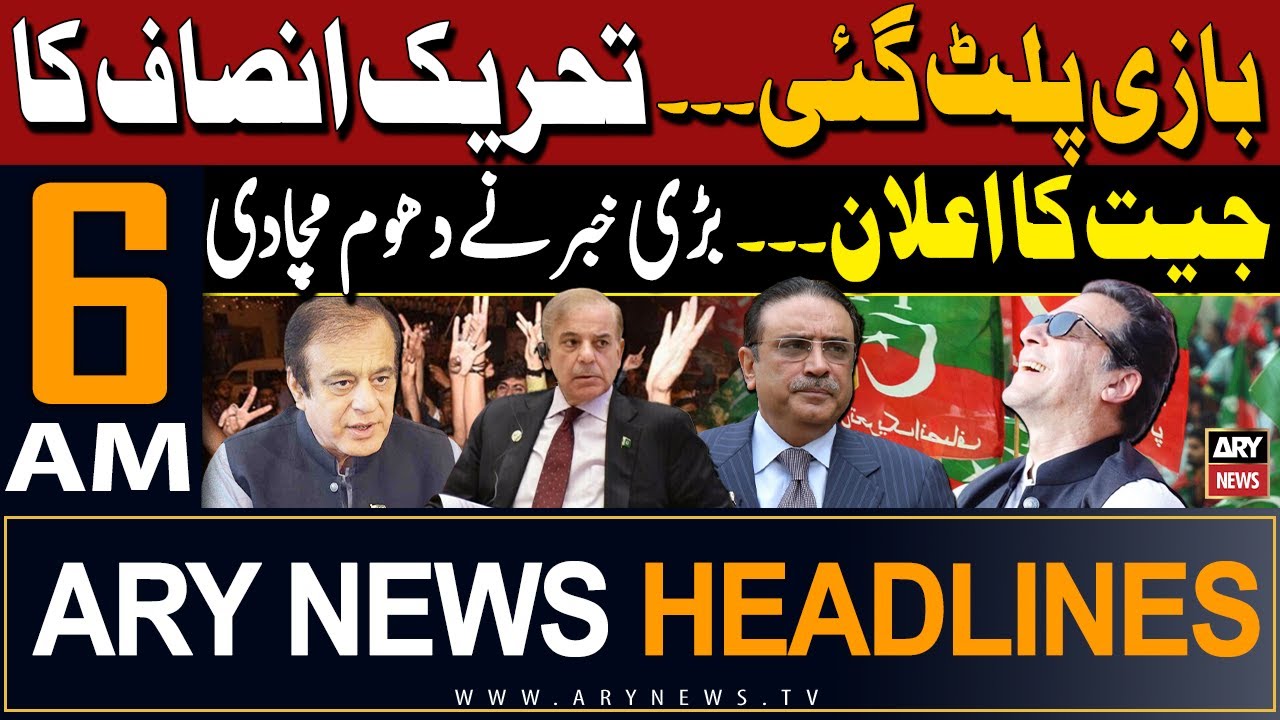 بازی پلٹ گئی ۔۔۔ تحریک انصاف کا
جیت کا اعلان ۔۔۔ بڑی خبر نے دھوم مچادی
6
AM
ARY
NEWS
ARY NEWS HEADLINES
WWW.ARYNEWS.TV